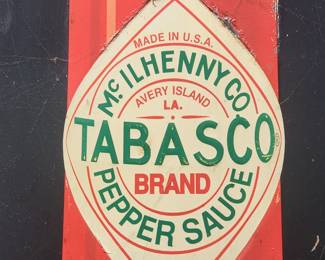 MADE IN U.S.A.
McILHENNY CO
AVERY ISLAND
LA.
TABASCO
BRAND
PEPPER SAUCE